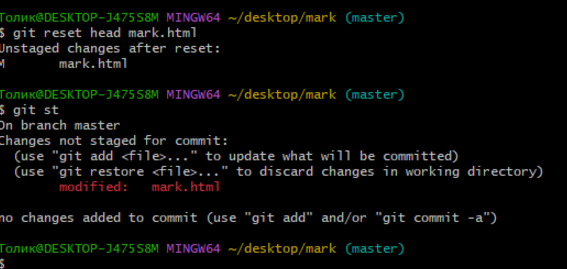 Толик@DESKTOP-J475S8M MINGW64 ~/desktop/mark (master)
$ git reset head mark.html
Unstaged changes after reset:
M       mark.html
Толик@DESKTOP-J475S8M MINGW64 ~/desktop/mark (master)
$ git st
On branch master
Changes not staged for commit:
  (use "git add <file>..." to update what will be committed)
  (use "git restore <file>..." to discard changes in working directory)
        modified:   mark.html
no changes added to commit (use "git add" and/or "git commit -a")
Толик@DESKTOP-J475S8M MINGW64 ~/desktop/mark (master)
$